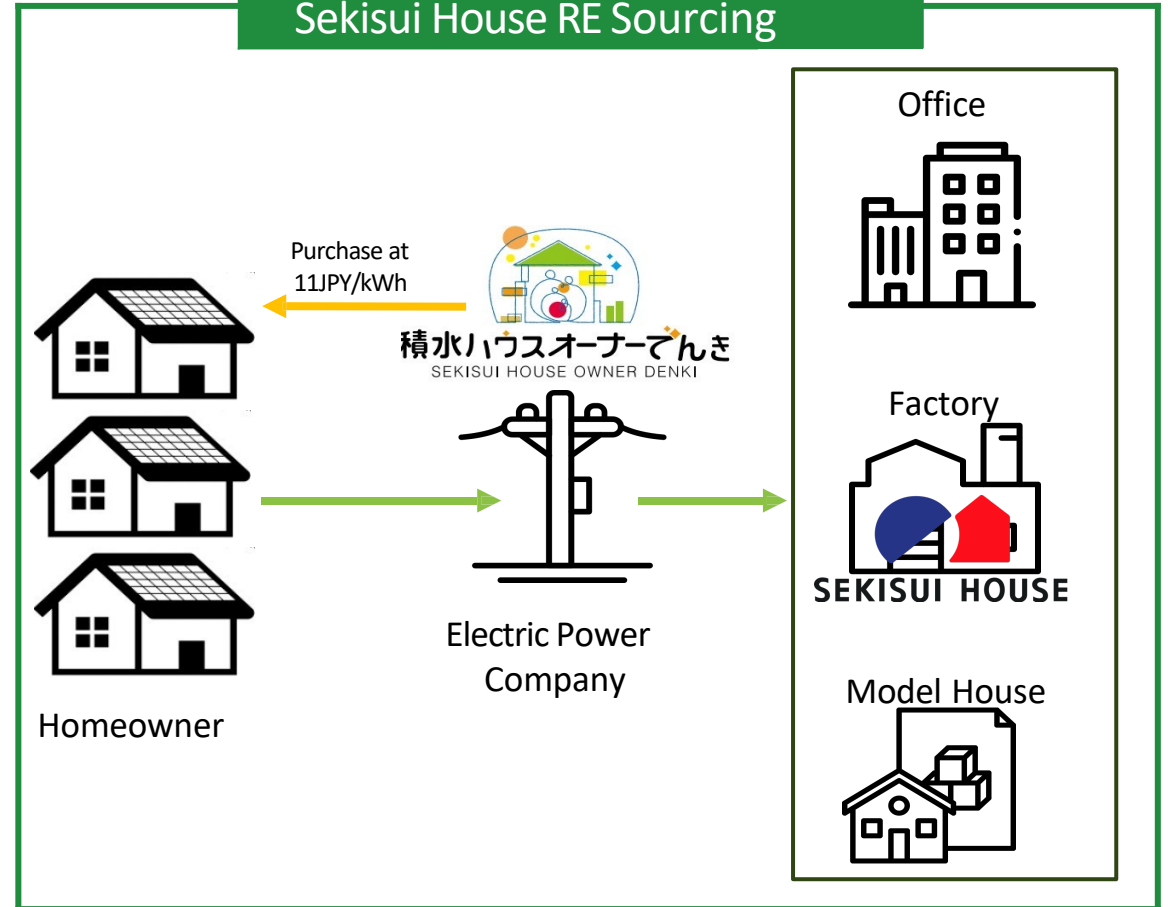 Sekisui House RE Sourcing
Office
Purchase at
11JPY/kWh
積水ハウスオーナーでんき
SEKISUI HOUSE OWNER DENKI
Factory
SEKISUI HOUSE
Electric Power
Company
Model House
Homeowner